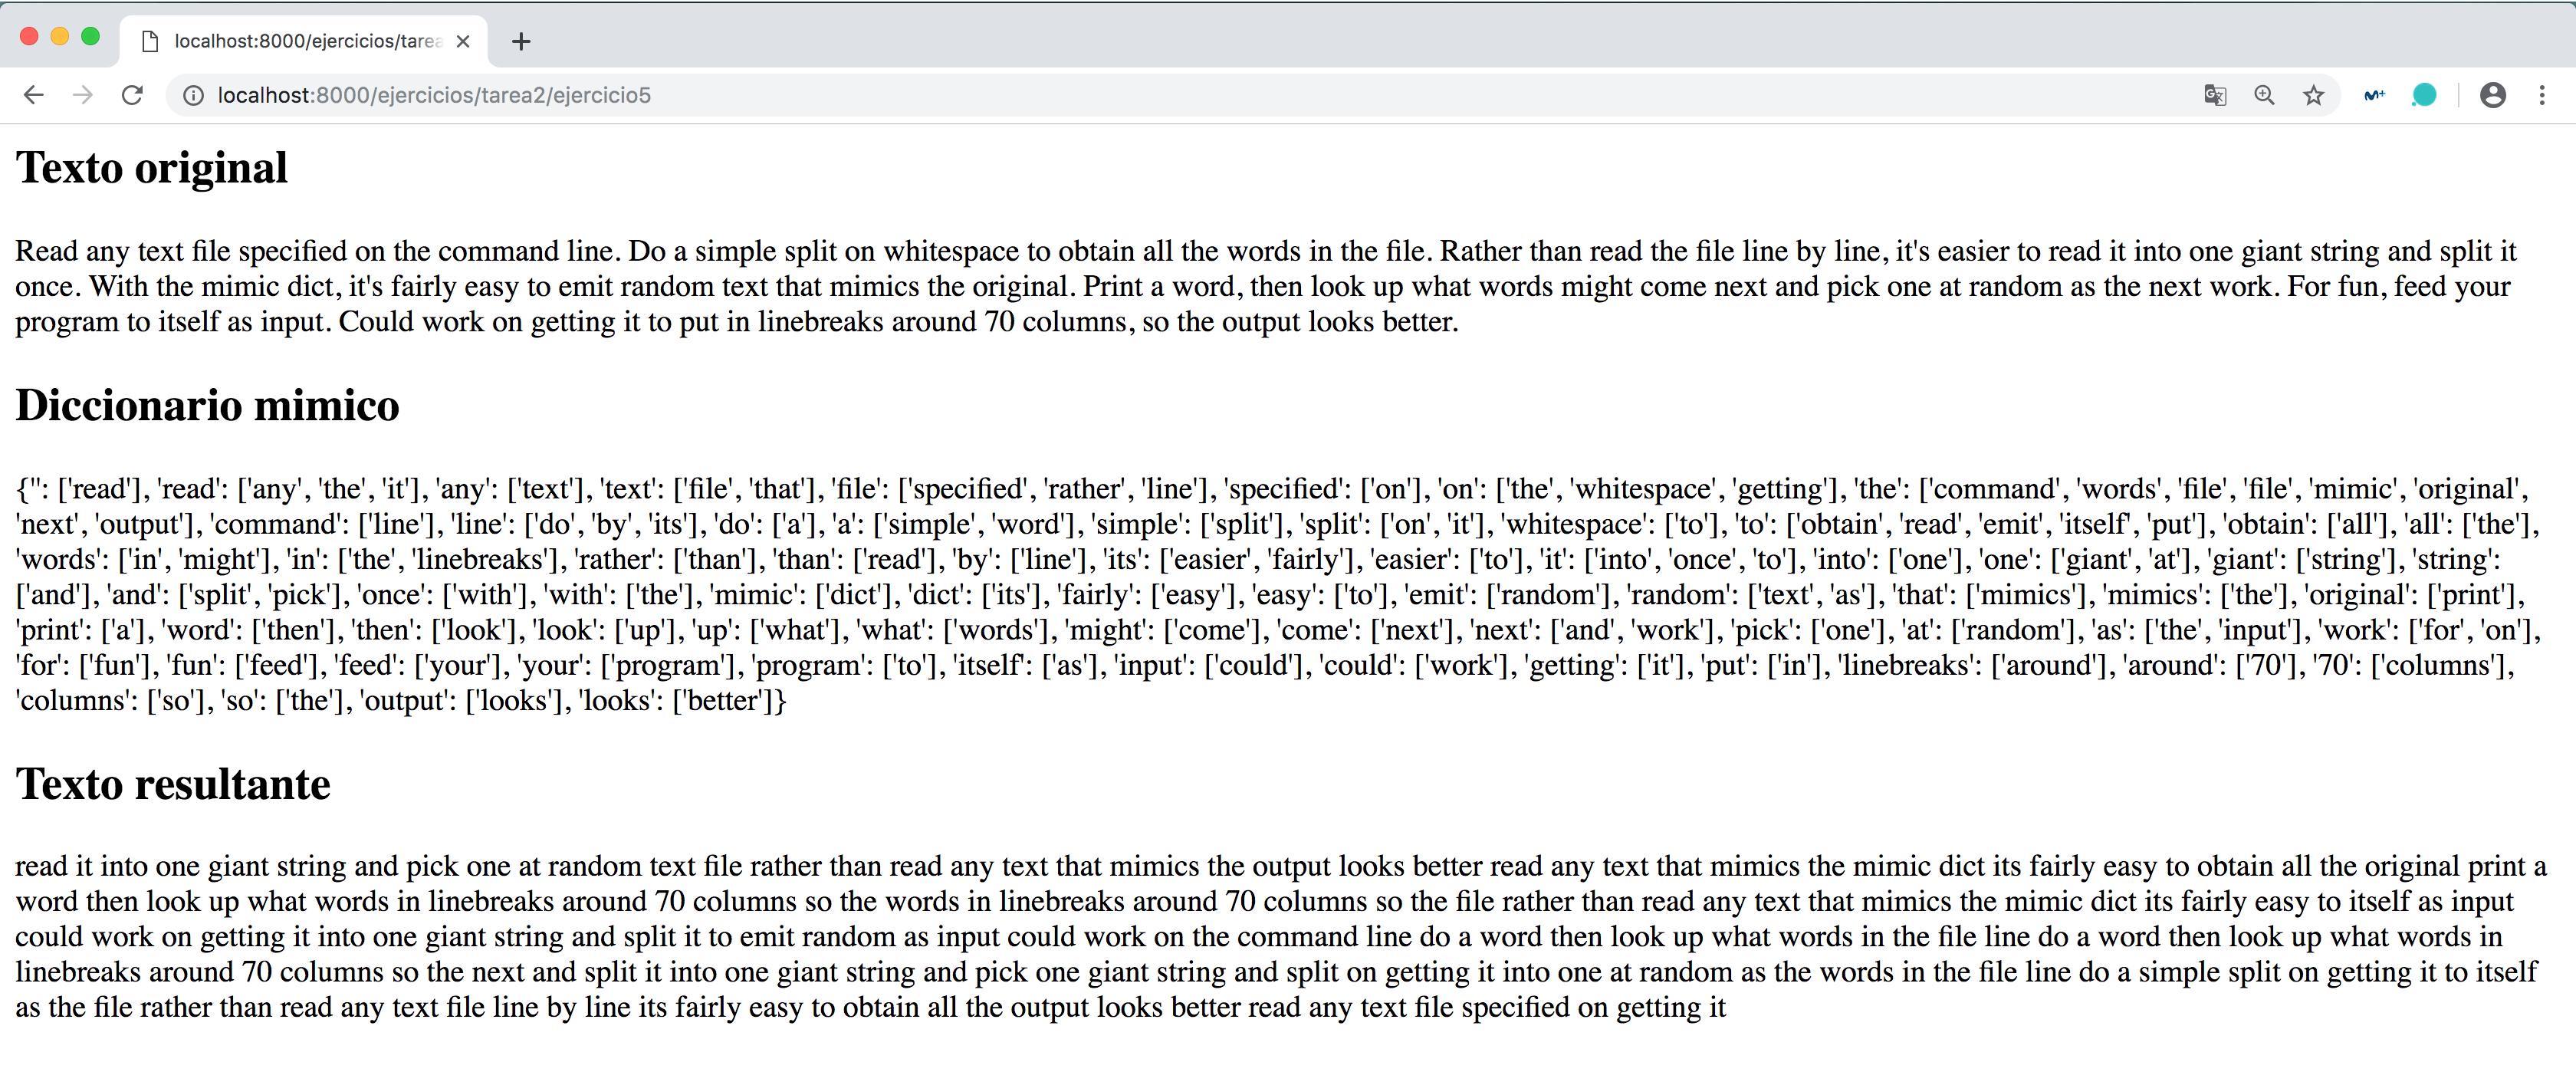 localhost:8000/ejercicios/tarea
localhost:8000/ejercicios/tarea2/ejercicio5
Texto original
Read any text file specified on the command line. Do a simple split on whitespace to obtain all the words in the file. Rather than read the file line by line, it's easier to read it into one giant string and split it
once. With the mimic dict, it's fairly easy to emit random text that mimics the original. Print a word, then look up what words might come next and pick one at random as the next work. For fun, feed your
program to itself as input. Could work on getting it to put in linebreaks around 70 columns, so the output looks better.
Diccionario mimico
{'': ['read'], 'read': ['any', 'the', 'it'], 'any': ['text'], 'text': ['file', 'that'], 'file': ['specified', 'rather', 'line'], 'specified': ['on'], 'on': ['the', 'whitespace', 'getting'], 'the': ['command', 'words', 'file', 'file', 'mimic', 'original',
'next', 'output'], 'command': ['line'], 'line': ['do', 'by', 'its'], 'do': ['a'], 'a': ['simple', 'word'], 'simple': ['split'], 'split': ['on', 'it'], 'whitespace': ['to'], 'to': ['obtain', 'read', 'emit', 'itself', 'put'], 'obtain': ['all'], 'all': ['the'],
'words': ['in', 'might'], 'in': ['the', 'linebreaks'], 'rather': ['than'], 'than': ['read'], 'by': ['line'], 'its': ['easier', 'fairly'], 'easier': ['to'], 'it': ['into', 'once', 'to'], 'into': ['one'], 'one': ['giant', 'at'], 'giant': ['string'], 'string':
['and'], 'and': ['split', 'pick'], 'once': ['with'], 'with': ['the'], 'mimic': ['dict'], 'dict': ['its'], 'fairly': ['easy'], 'easy': ['to'], 'emit': ['random'], 'random': ['text', 'as'], 'that': ['mimics'], 'mimics': ['the'], 'original': ['print'],
'print': ['a'], 'word': ['then'], 'then': ['look'], 'look': ['up'], 'up': ['what'], 'what': ['words'], 'might': ['come'], 'come': ['next'], 'next': ['and', 'work'], 'pick': ['one'], 'at': ['random'], 'as': ['the', 'input'], 'work': ['for', 'on'],
'for': ['fun'], 'fun': ['feed'], 'feed': ['your'], 'your': ['program'], 'program': ['to'], 'itself': ['as'], 'input': ['could'], 'could': ['work'], 'getting': ['it'], 'put': ['in'], 'linebreaks': ['around'], 'around': ['70'], '70': ['columns'],
'columns': ['so'], 'so': ['the'], 'output': ['looks'], 'looks': ['better']}
Texto resultante
read it into one giant string and pick one at random text file rather than read any text that mimics the output looks better read any text that mimics the mimic dict its fairly easy to obtain all the original print a
word then look up what words in linebreaks around 70 columns so the words in linebreaks around 70 columns so the file rather than read any text that mimics the mimic dict its fairly easy to itself as input
could work on getting it into one giant string and split it to emit random as input could work on the command line do a word then look up what words in the file line do a word then look up what words in
linebreaks around 70 columns so the next and split it into one giant string and pick one giant string and split on getting it into one at random as the words in the file line do a simple split on getting it to itself
as the file rather than read any text file line by line its fairly easy to obtain all the output looks better read any text file specified on getting it